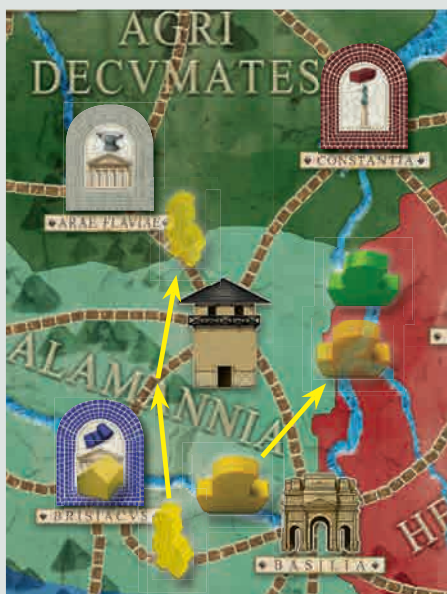 AGRI
DECVMATES
CONSTANTIA
ARAE FLAVIAE
ALAMANNIA
BRISIACVS
BASILIA